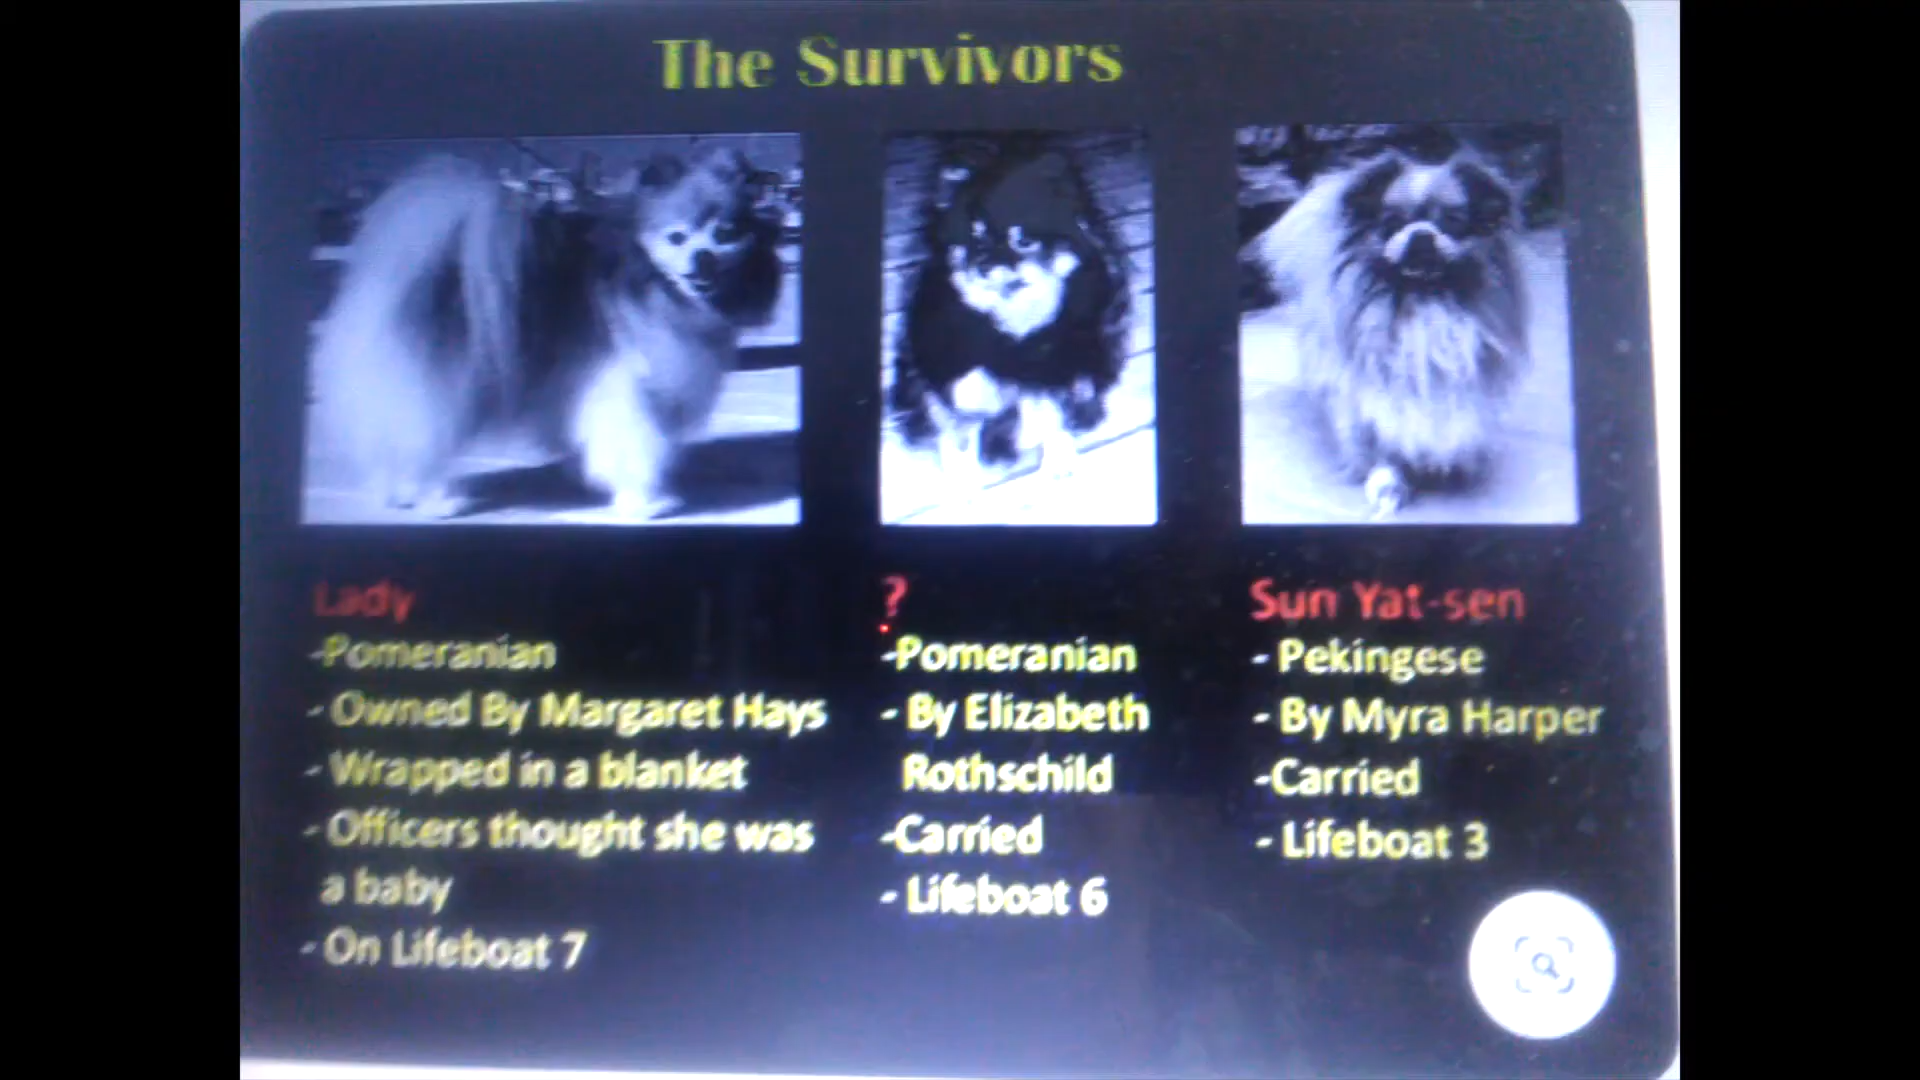 The Survivors
Lady
-Pomeranian
- Owned By Margaret Hays
- Wrapped in a blanket
- Officers thought she was
a baby
- On Lifeboat 7
?
-Pomeranian
- By Elizabeth
Rothschild
-Carried
- Lifeboat 6
Sun Yat-sen
- Pekingese
- By Myra Harper
-Carried
- Lifeboat 3